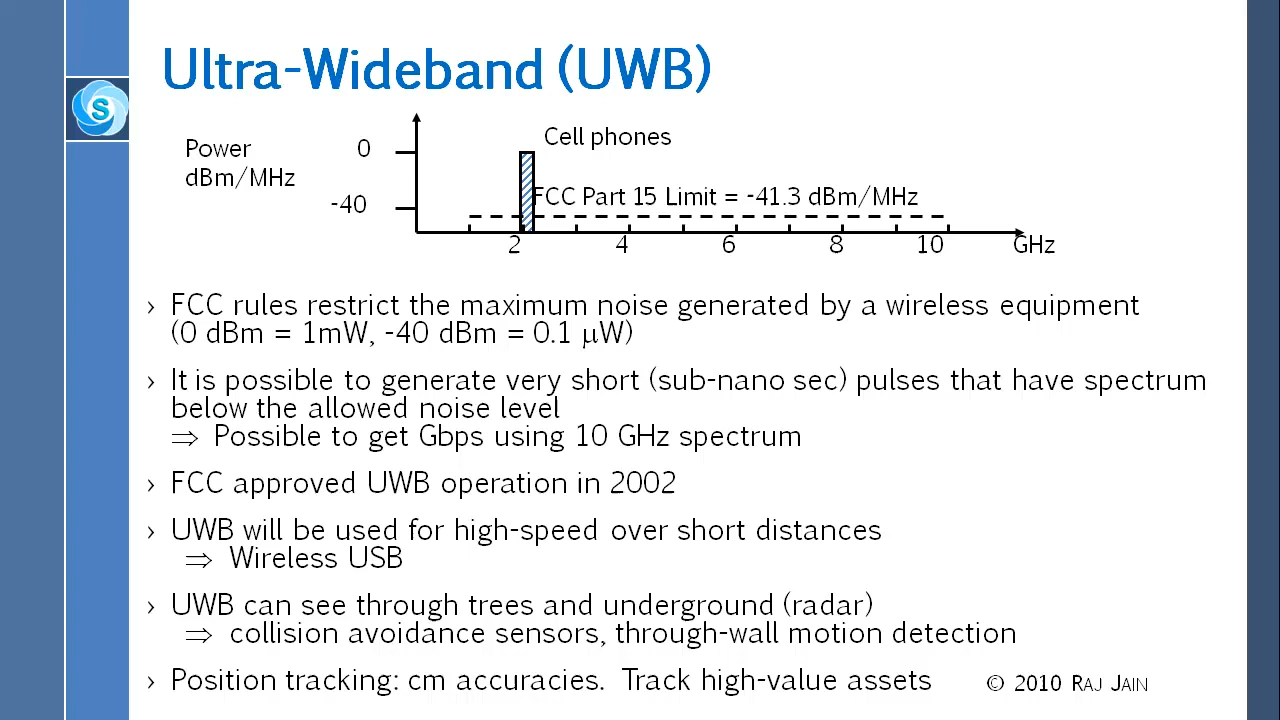 S
Ultra-Wideband (UWB)
Power
dBm/MHz
0
-40
Cell phones
FCC Part 15 Limit = -41.3 dBm/MHz
2 4 6 8 10 GHz
› FCC rules restrict the maximum noise generated by a wireless equipment
(0 dBm = 1mW, -40 dBm = 0.1 μW)
› It is possible to generate very short (sub-nano sec) pulses that have spectrum
below the allowed noise level
⇒ Possible to get Gbps using 10 GHz spectrum
› FCC approved UWB operation in 2002
› UWB will be used for high-speed over short distances
⇒ Wireless USB
› UWB can see through trees and underground (radar)
⇒ collision avoidance sensors, through-wall motion detection
› Position tracking: cm accuracies. Track high-value assets
© 2010 RAJ JAIN